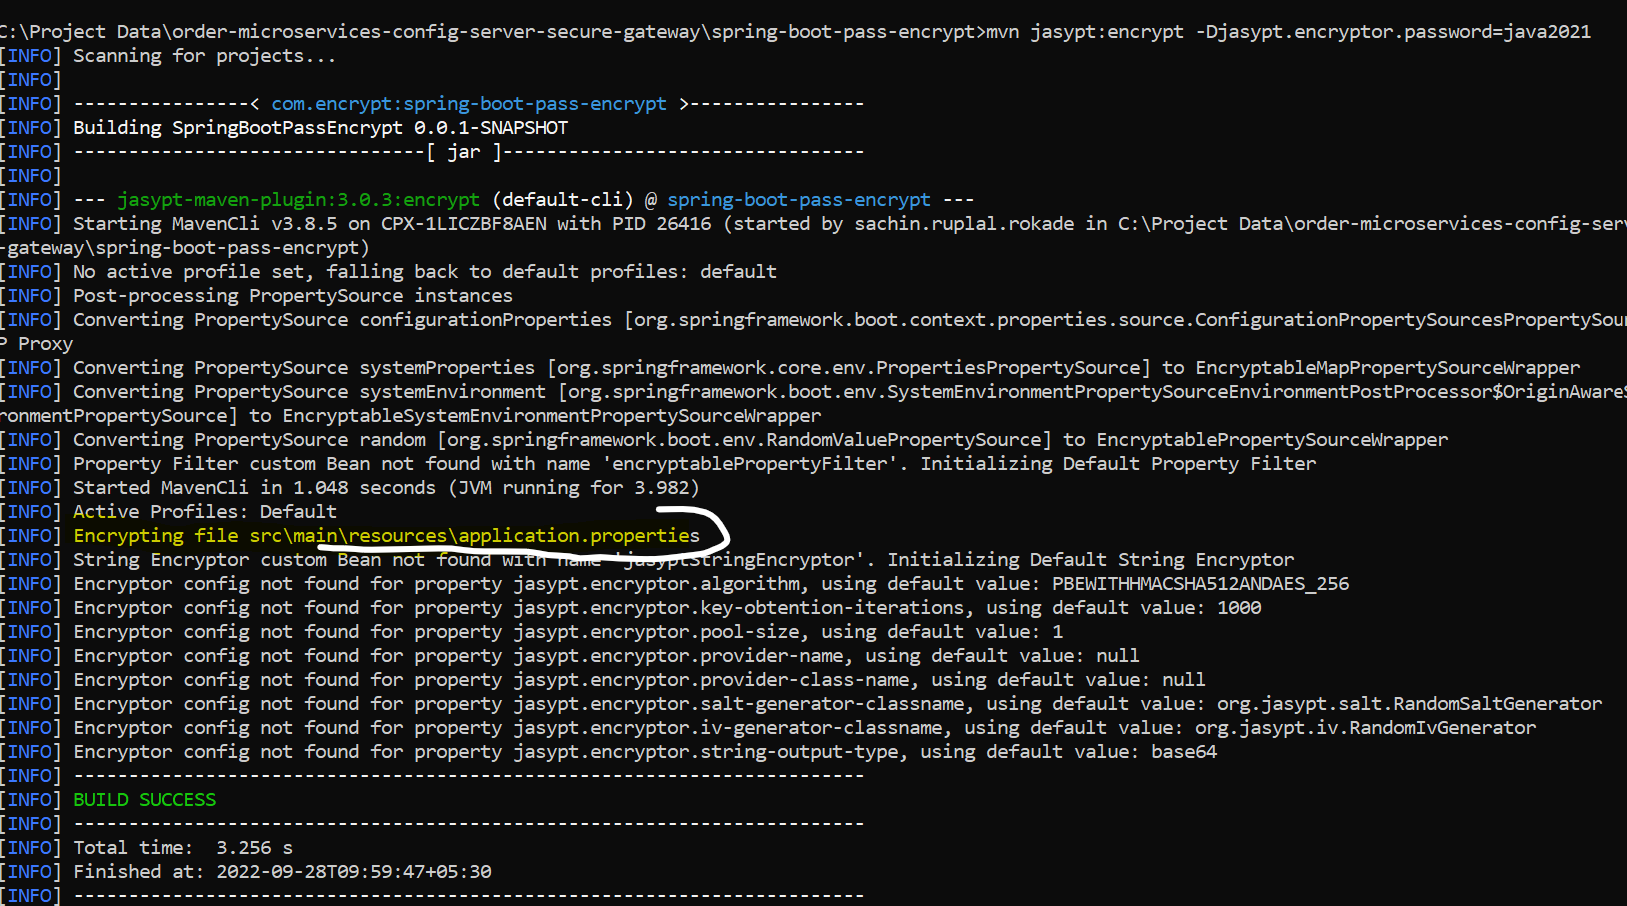 C:\Project Data\order-microservices-config-server-secure-gateway\spring-boot-pass-encrypt>mvn jasypt:encrypt -Djasypt.encryptor.password=java2021
[INFO] Scanning for projects...
[INFO]
[INFO] ----------------< com.encrypt:spring-boot-pass-encrypt >----------------
[INFO] Building SpringBootPassEncrypt 0.0.1-SNAPSHOT
[INFO] --------------------------------[ jar ]---------------------------------
[INFO]
[INFO] --- jasypt-maven-plugin:3.0.3:encrypt (default-cli) @ spring-boot-pass-encrypt ---
[INFO] Starting MavenCli v3.8.5 on CPX-1LICZBF8AEN with PID 26416 (started by sachin.ruplal.rokade in C:\Project Data\order-microservices-config-ser
-gateway\spring-boot-pass-encrypt)
[INFO] No active profile set, falling back to default profiles: default
[INFO] Post-processing PropertySource instances
[INFO] Converting PropertySource configurationProperties [org.springframework.boot.context.properties.source.ConfigurationPropertySourcesPropertySou
P Proxy
[INFO] Converting PropertySource systemProperties [org.springframework.core.env.PropertiesPropertySource] to EncryptableMapPropertySourceWrapper
[INFO] Converting PropertySource systemEnvironment [org.springframework.boot.env.SystemEnvironmentPropertySourceEnvironmentPostProcessor$OriginAware
ronmentPropertySource] to EncryptableSystemEnvironmentPropertySourceWrapper
[INFO] Converting PropertySource random [org.springframework.boot.env.RandomValuePropertySource] to EncryptablePropertySourceWrapper
[INFO] Property Filter custom Bean not found with name 'encryptablePropertyFilter'. Initializing Default Property Filter
[INFO] Started MavenCli in 1.048 seconds (JVM running for 3.982)
[INFO] Active Profiles: Default
[INFO] Encrypting file src\main\resources\application.properties
[INFO] String Encryptor custom Bean not found with name 'jasyptStringEncryptor'. Initializing Default String Encryptor
[INFO] Encryptor config not found for property jasypt.encryptor.algorithm, using default value: PBEWITHHMACSHA512ANDAES_256
[INFO] Encryptor config not found for property jasypt.encryptor.key-obtention-iterations, using default value: 1000
[INFO] Encryptor config not found for property jasypt.encryptor.pool-size, using default value: 1
[INFO] Encryptor config not found for property jasypt.encryptor.provider-name, using default value: null
[INFO] Encryptor config not found for property jasypt.encryptor.provider-class-name, using default value: null
[INFO] Encryptor config not found for property jasypt.encryptor.salt-generator-classname, using default value: org.jasypt.salt.RandomSaltGenerator
[INFO] Encryptor config not found for property jasypt.encryptor.iv-generator-classname, using default value: org.jasypt.iv.RandomIvGenerator
[INFO] Encryptor config not found for property jasypt.encryptor.string-output-type, using default value: base64
[INFO] ------------------------------------------------------------------------
[INFO] BUILD SUCCESS
[INFO] ------------------------------------------------------------------------
[INFO] Total time:  3.256 s
[INFO] Finished at: 2022-09-28T09:59:47+05:30
[INFO] ------------------------------------------------------------------------